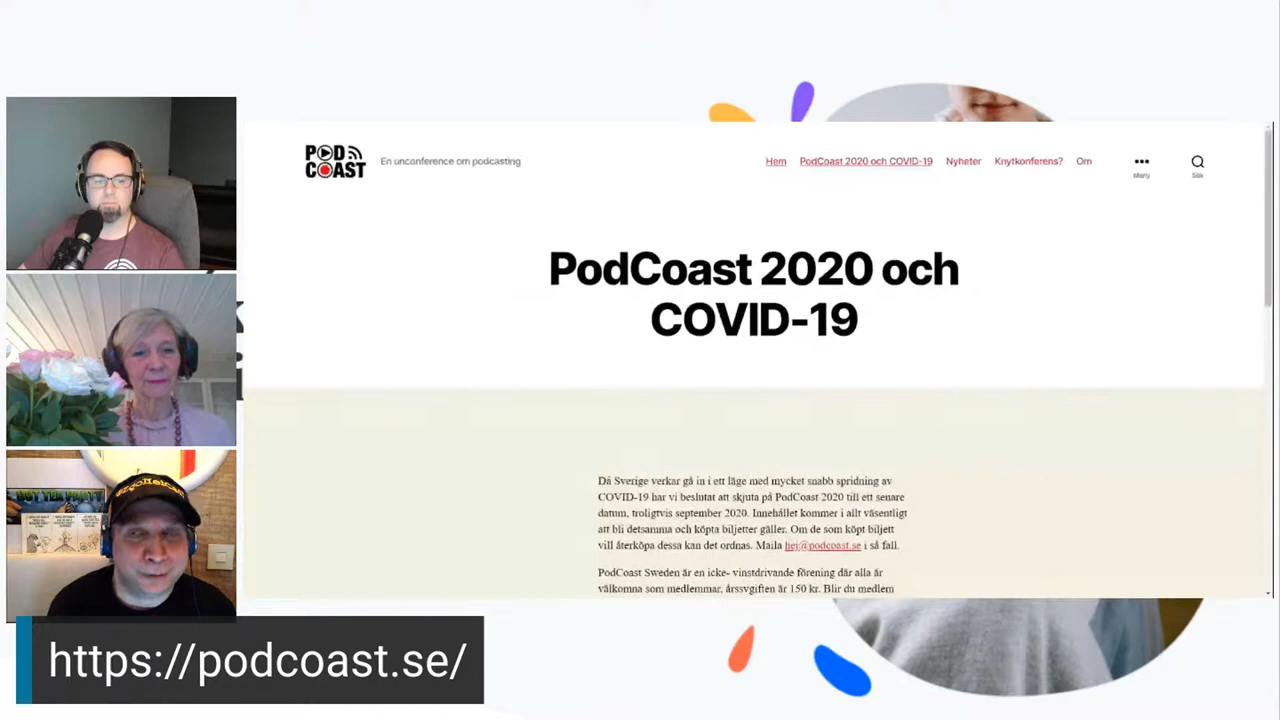 POD
COAST
En unconference om podcasting
Hem
PodCoast 2020 och COVID-19
Nyheter
Knytkonferens?
Om
Meny
Sök
PodCoast 2020 och
COVID-19
Då Sverige verkar gå in i ett läge med mycket snabb spridning av
COVID-19 har vi beslutat att skjuta på PodCoast 2020 till ett senare
datum, troligtvis september 2020. Innehållet kommer i allt väsentligt
att bli detsamma och köpta biljetter gäller. Om de som köpt biljett
vill återköpa dessa kan det ordnas. Maila hej@podcoast.se i så fall.
PodCoast Sweden är en icke- vinstdrivande förening där alla är
välkomna som medlemmar, årssvgiften är 150 kr. Blir du medlem
https://podcoast.se/